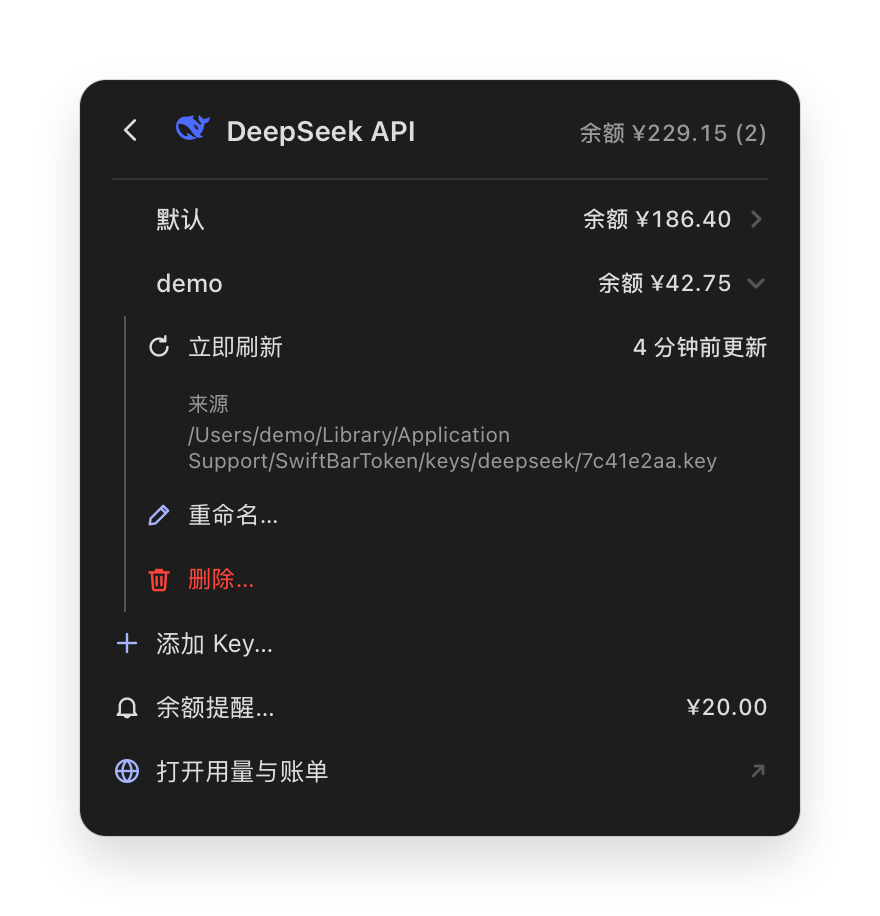 DeepSeek API 余额 ¥229.15 (2)
默认 余额 ¥186.40
demo 余额 ¥42.75
立即刷新 4 分钟前更新
来源
/Users/demo/Library/Application
Support/SwiftBarToken/keys/deepseek/7c41e2aa.key
重命名...
删除...
添加 Key...
余额提醒... ¥20.00
打开用量与账单